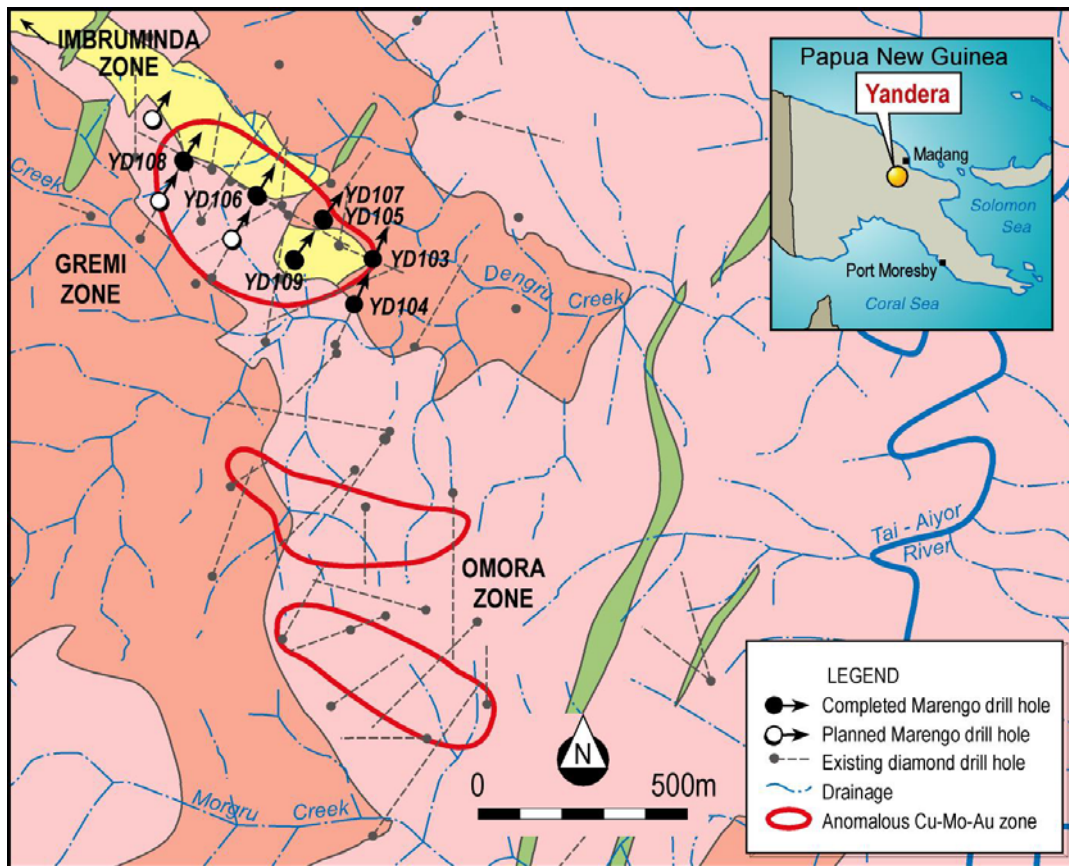 IMBRUMINDA
ZONE
YD108
YD106
YD107
YD105
YD109
YD103
YD104
Creek
GREMI
ZONE
Dengru Creek
OMORA
ZONE
Tai - Aiyor
River
Morgru Creek
Papua New Guinea
Yandera
Madang
Solomon
Sea
Port Moresby
Coral Sea
N
0 500m
LEGEND
Completed Marengo drill hole
Planned Marengo drill hole
Existing diamond drill hole
Drainage
Anomalous Cu-Mo-Au zone